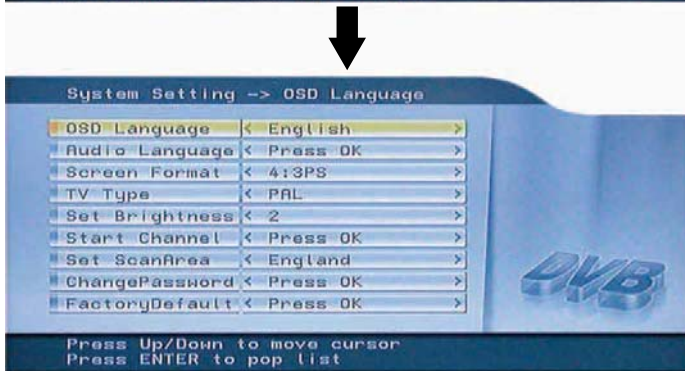 System Setting -> OSD Language
OSD Language < English >
Audio Language < Press OK >
Screen Format < 4:3PS >
TV Type < PAL >
Set Brightness < 2 >
Start Channel < Press OK >
Set ScanArea < England >
ChangePassword < Press OK >
FactoryDefault < Press OK >
DVB
Press Up/Down to move cursor
Press ENTER to pop list